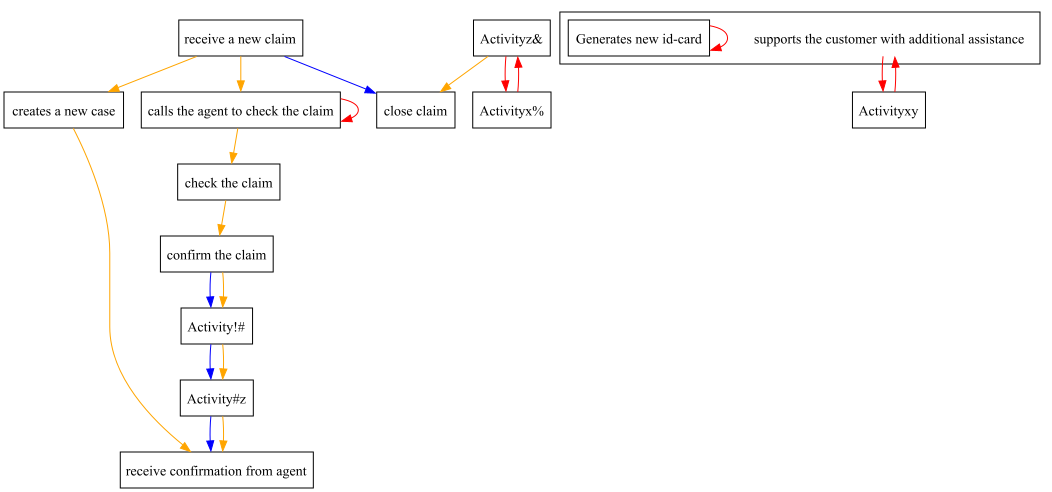 receive a new claim
Activityz&
Generates new id-card
supports the customer with additional assistance
creates a new case
calls the agent to check the claim
close claim
Activityx%
Activityxy
check the claim
confirm the claim
Activity!#
Activity#z
receive confirmation from agent